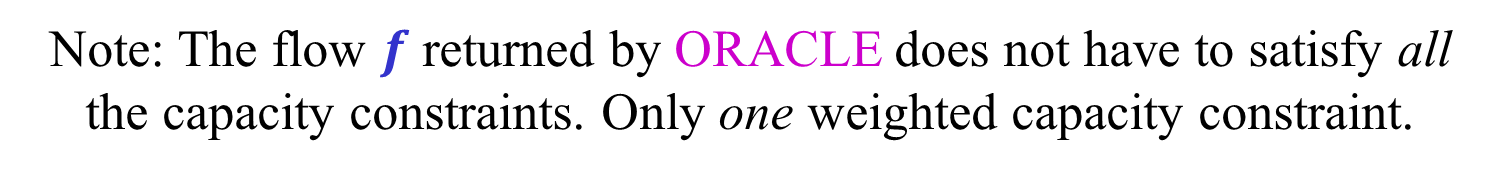 Note: The flow f returned by ORACLE does not have to satisfy all
the capacity constraints. Only one weighted capacity constraint.